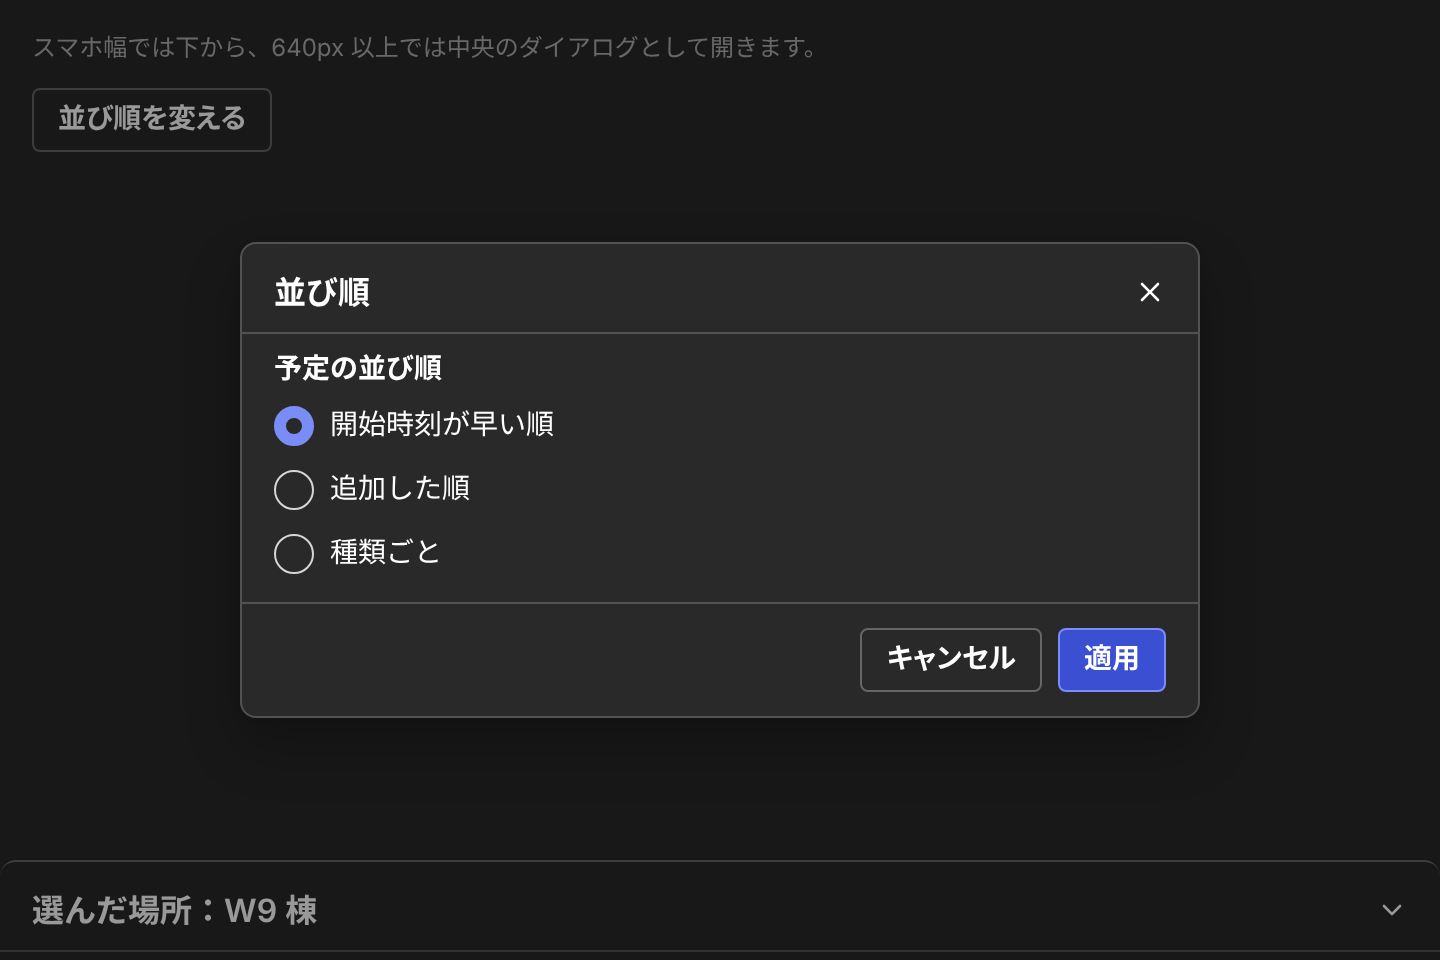 スマホ幅では下から、640px 以上では中央のダイアログとして開きます。
並び順を変える
並び順
予定の並び順
開始時刻が早い順
追加した順
種類ごと
キャンセル
適用
選んだ場所：W9 棟